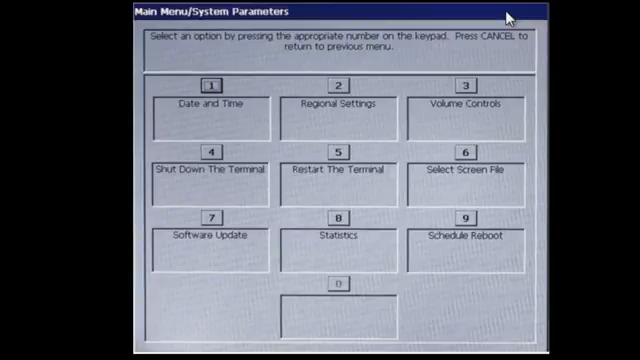 Main Menu/System Parameters
Select an option by pressing the appropriate number on the keypad. Press CANCEL to
return to previous menu.
1 2 3
Date and Time Regional Settings Volume Controls
4 5 6
Shut Down The Terminal Restart The Terminal Select Screen File
7 8 9
Software Update Statistics Schedule Reboot
0